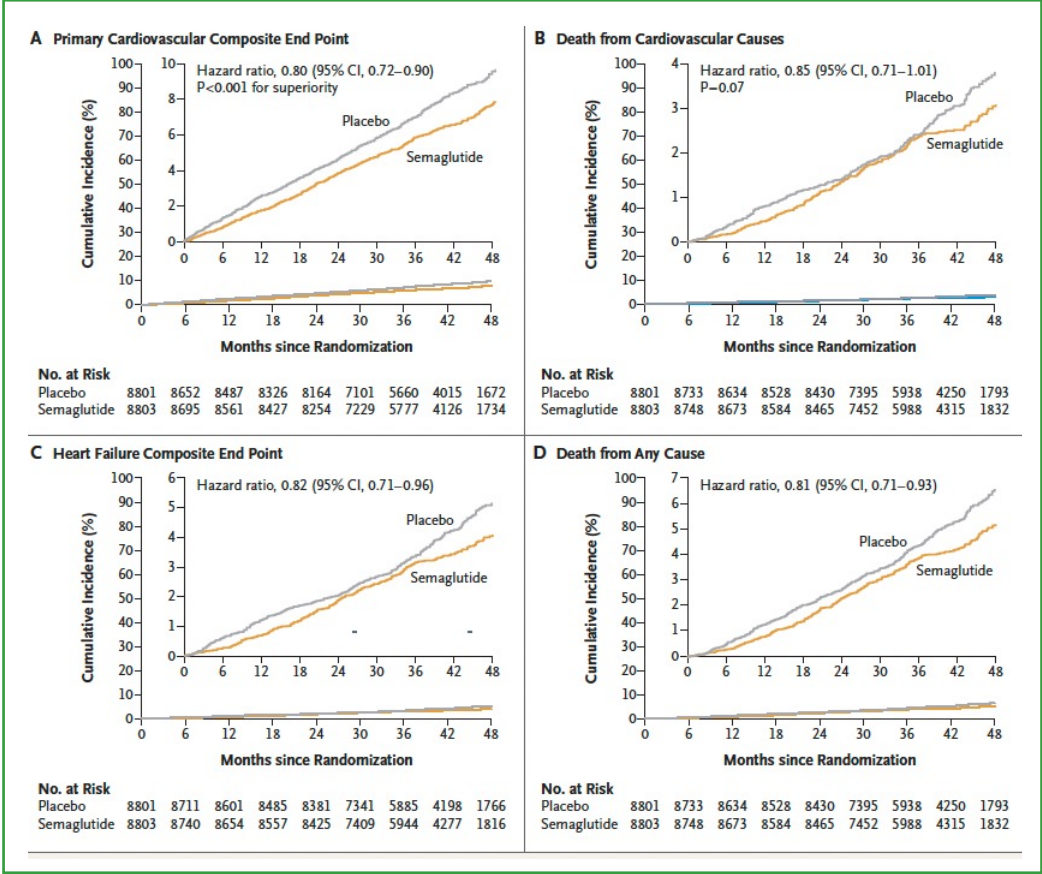 A Primary Cardiovascular Composite End Point
Cumulative Incidence (%)
100
90
80
70
60
50
40
30
20
10
0
10
8
6
4
2
0
Hazard ratio, 0.80 (95% CI, 0.72–0.90)
P<0.001 for superiority
Placebo
Semaglutide
0 6 12 18 24 30 36 42 48
0 6 12 18 24 30 36 42 48
Months since Randomization
No. at Risk
Placebo 8801 8652 8487 8326 8164 7101 5660 4015 1672
Semaglutide 8803 8695 8561 8427 8254 7229 5777 4126 1734
B Death from Cardiovascular Causes
Cumulative Incidence (%)
100
90
80
70
60
50
40
30
20
10
0
4
3
2
1
0
Hazard ratio, 0.85 (95% CI, 0.71–1.01)
P=0.07
Placebo
Semaglutide
0 6 12 18 24 30 36 42 48
0 6 12 18 24 30 36 42 48
Months since Randomization
No. at Risk
Placebo 8801 8733 8634 8528 8430 7395 5938 4250 1793
Semaglutide 8803 8748 8673 8584 8465 7452 5988 4315 1832
C Heart Failure Composite End Point
Cumulative Incidence (%)
100
90
80
70
60
50
40
30
20
10
0
6
5
4
3
2
1
0
Hazard ratio, 0.82 (95% CI, 0.71–0.96)
Placebo
Semaglutide
0 6 12 18 24 30 36 42 48
0 6 12 18 24 30 36 42 48
Months since Randomization
No. at Risk
Placebo 8801 8711 8601 8485 8381 7341 5885 4198 1766
Semaglutide 8803 8740 8654 8557 8425 7409 5944 4277 1816
D Death from Any Cause
Cumulative Incidence (%)
100
90
80
70
60
50
40
30
20
10
0
7
6
5
4
3
2
1
0
Hazard ratio, 0.81 (95% CI, 0.71–0.93)
Placebo
Semaglutide
0 6 12 18 24 30 36 42 48
0 6 12 18 24 30 36 42 48
Months since Randomization
No. at Risk
Placebo 8801 8733 8634 8528 8430 7395 5938 4250 1793
Semaglutide 8803 8748 8673 8584 8465 7452 5988 4315 1832